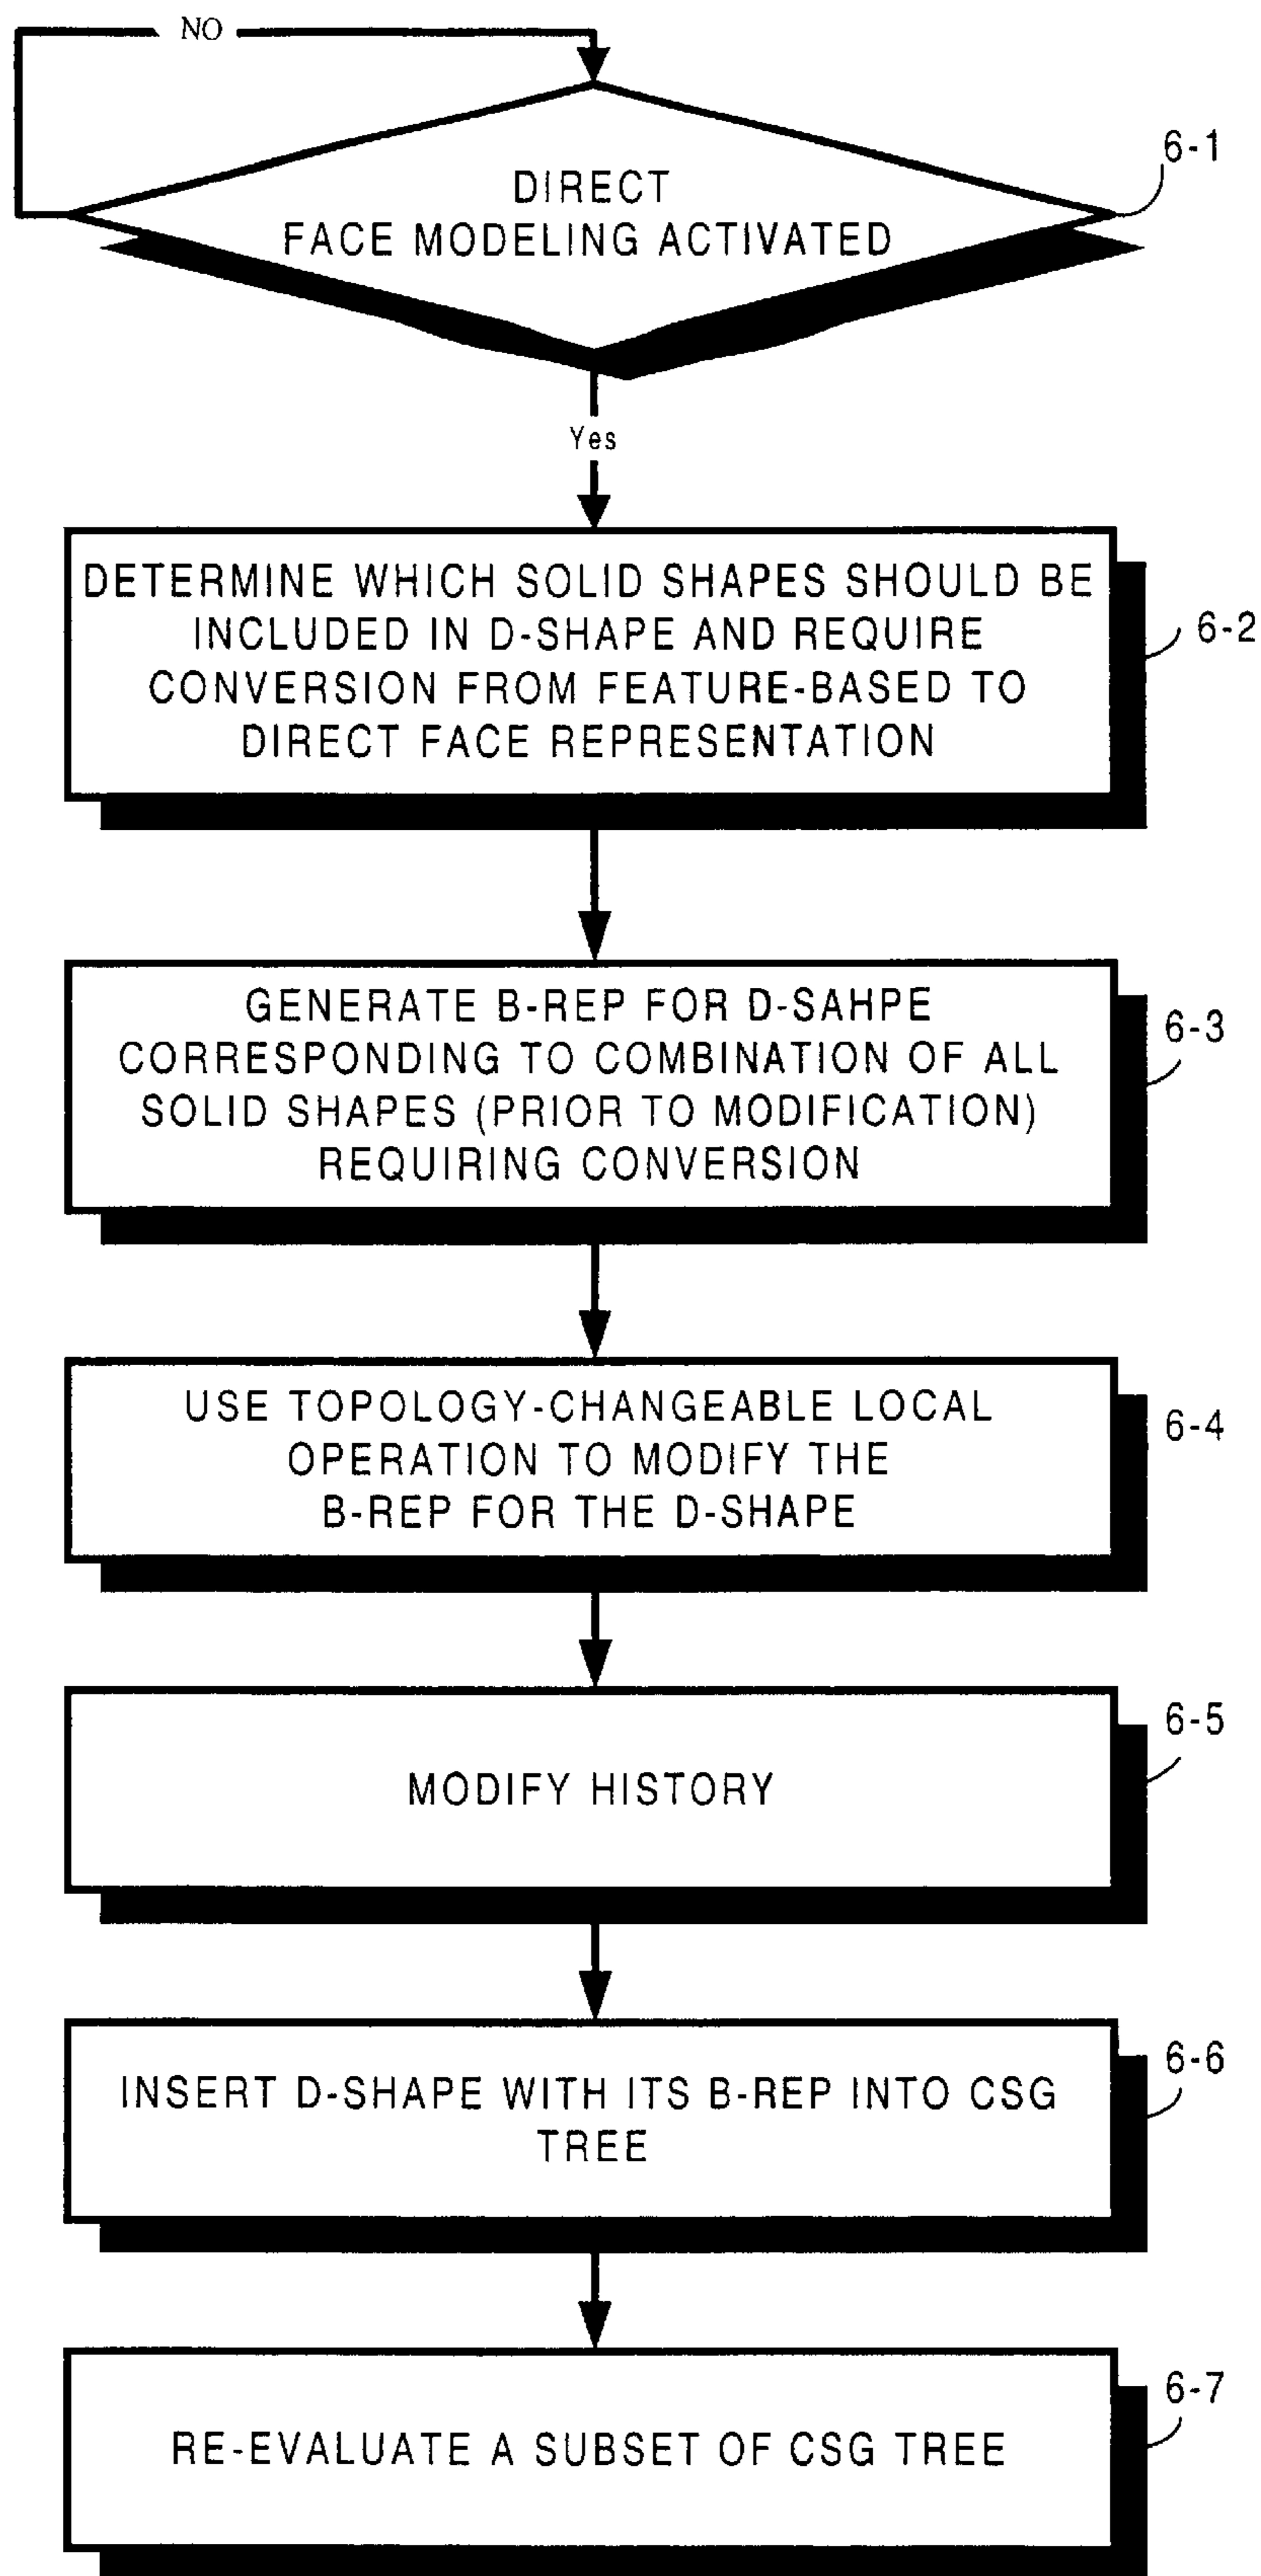 NO
DIRECT
FACE MODELING ACTIVATED
6-1
Yes
DETERMINE WHICH SOLID SHAPES SHOULD BE
INCLUDED IN D-SHAPE AND REQUIRE
CONVERSION FROM FEATURE-BASED TO
DIRECT FACE REPRESENTATION
6-2
GENERATE B-REP FOR D-SAHPE
CORRESPONDING TO COMBINATION OF ALL
SOLID SHAPES (PRIOR TO MODIFICATION)
REQUIRING CONVERSION
6-3
USE TOPOLOGY-CHANGEABLE LOCAL
OPERATION TO MODIFY THE
B-REP FOR THE D-SHAPE
6-4
MODIFY HISTORY
6-5
INSERT D-SHAPE WITH ITS B-REP INTO CSG
TREE
6-6
RE-EVALUATE A SUBSET OF CSG TREE
6-7